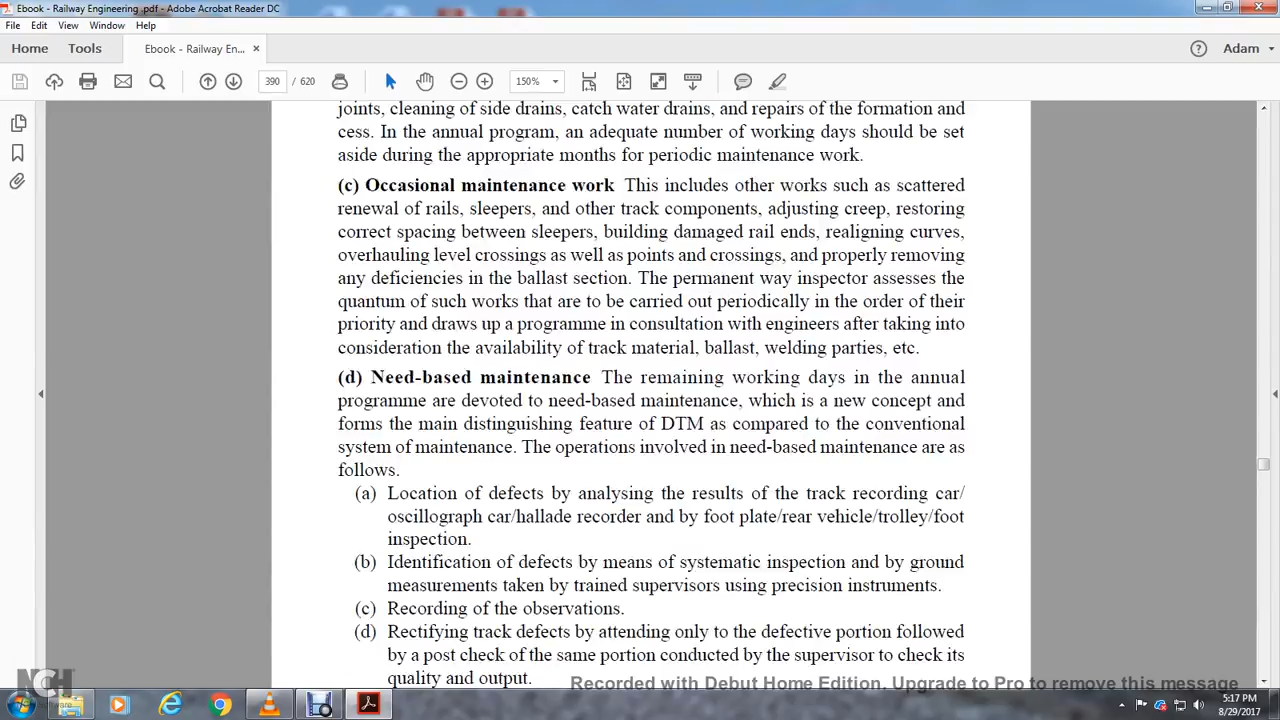 Ebook - Railway Engineering .pdf - Adobe Acrobat Reader DC
File Edit View Window Help
Home Tools Ebook - Railway En... × Adam
390 / 620 150%
joints, cleaning of side drains, catch water drains, and repairs of the formation and
cess. In the annual program, an adequate number of working days should be set
aside during the appropriate months for periodic maintenance work.
(c) Occasional maintenance work This includes other works such as scattered
renewal of rails, sleepers, and other track components, adjusting creep, restoring
correct spacing between sleepers, building damaged rail ends, realigning curves,
overhauling level crossings as well as points and crossings, and properly removing
any deficiencies in the ballast section. The permanent way inspector assesses the
quantum of such works that are to be carried out periodically in the order of their
priority and draws up a programme in consultation with engineers after taking into
consideration the availability of track material, ballast, welding parties, etc.
(d) Need-based maintenance The remaining working days in the annual
programme are devoted to need-based maintenance, which is a new concept and
forms the main distinguishing feature of DTM as compared to the conventional
system of maintenance. The operations involved in need-based maintenance are as
follows.
(a) Location of defects by analysing the results of the track recording car/
oscillograph car/hallade recorder and by foot plate/rear vehicle/trolley/foot
inspection.
(b) Identification of defects by means of systematic inspection and by ground
measurements taken by trained supervisors using precision instruments.
(c) Recording of the observations.
(d) Rectifying track defects by attending only to the defective portion followed
by a post check of the same portion conducted by the supervisor to check its
quality and output.
NCH
Recorded with Debut Home Edition. Upgrade to Pro to remove this message
5:17 PM
8/29/2017